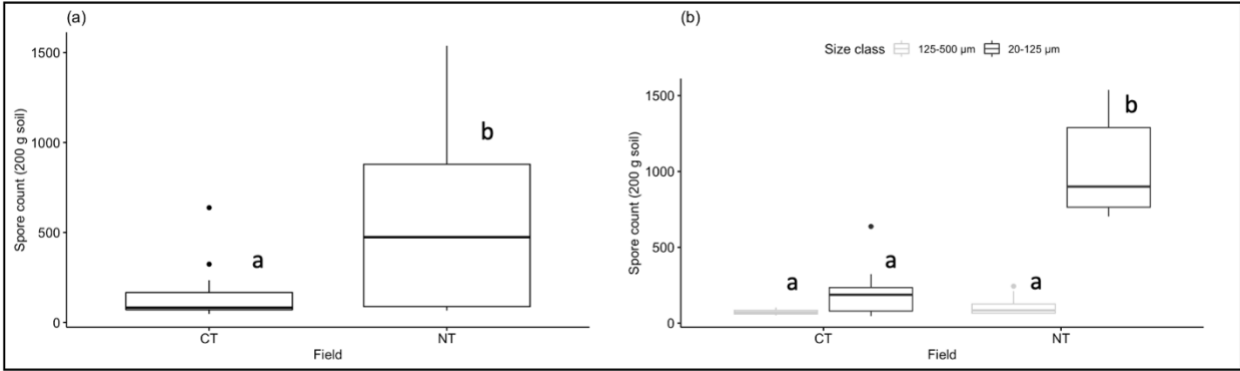 (a)
1500
1000
500
0
Spore count (200 g soil)
a
b
CT
NT
Field
(b)
Size class 125-500 µm 20-125 µm
1500
1000
500
0
Spore count (200 g soil)
a
a
a
b
CT
NT
Field